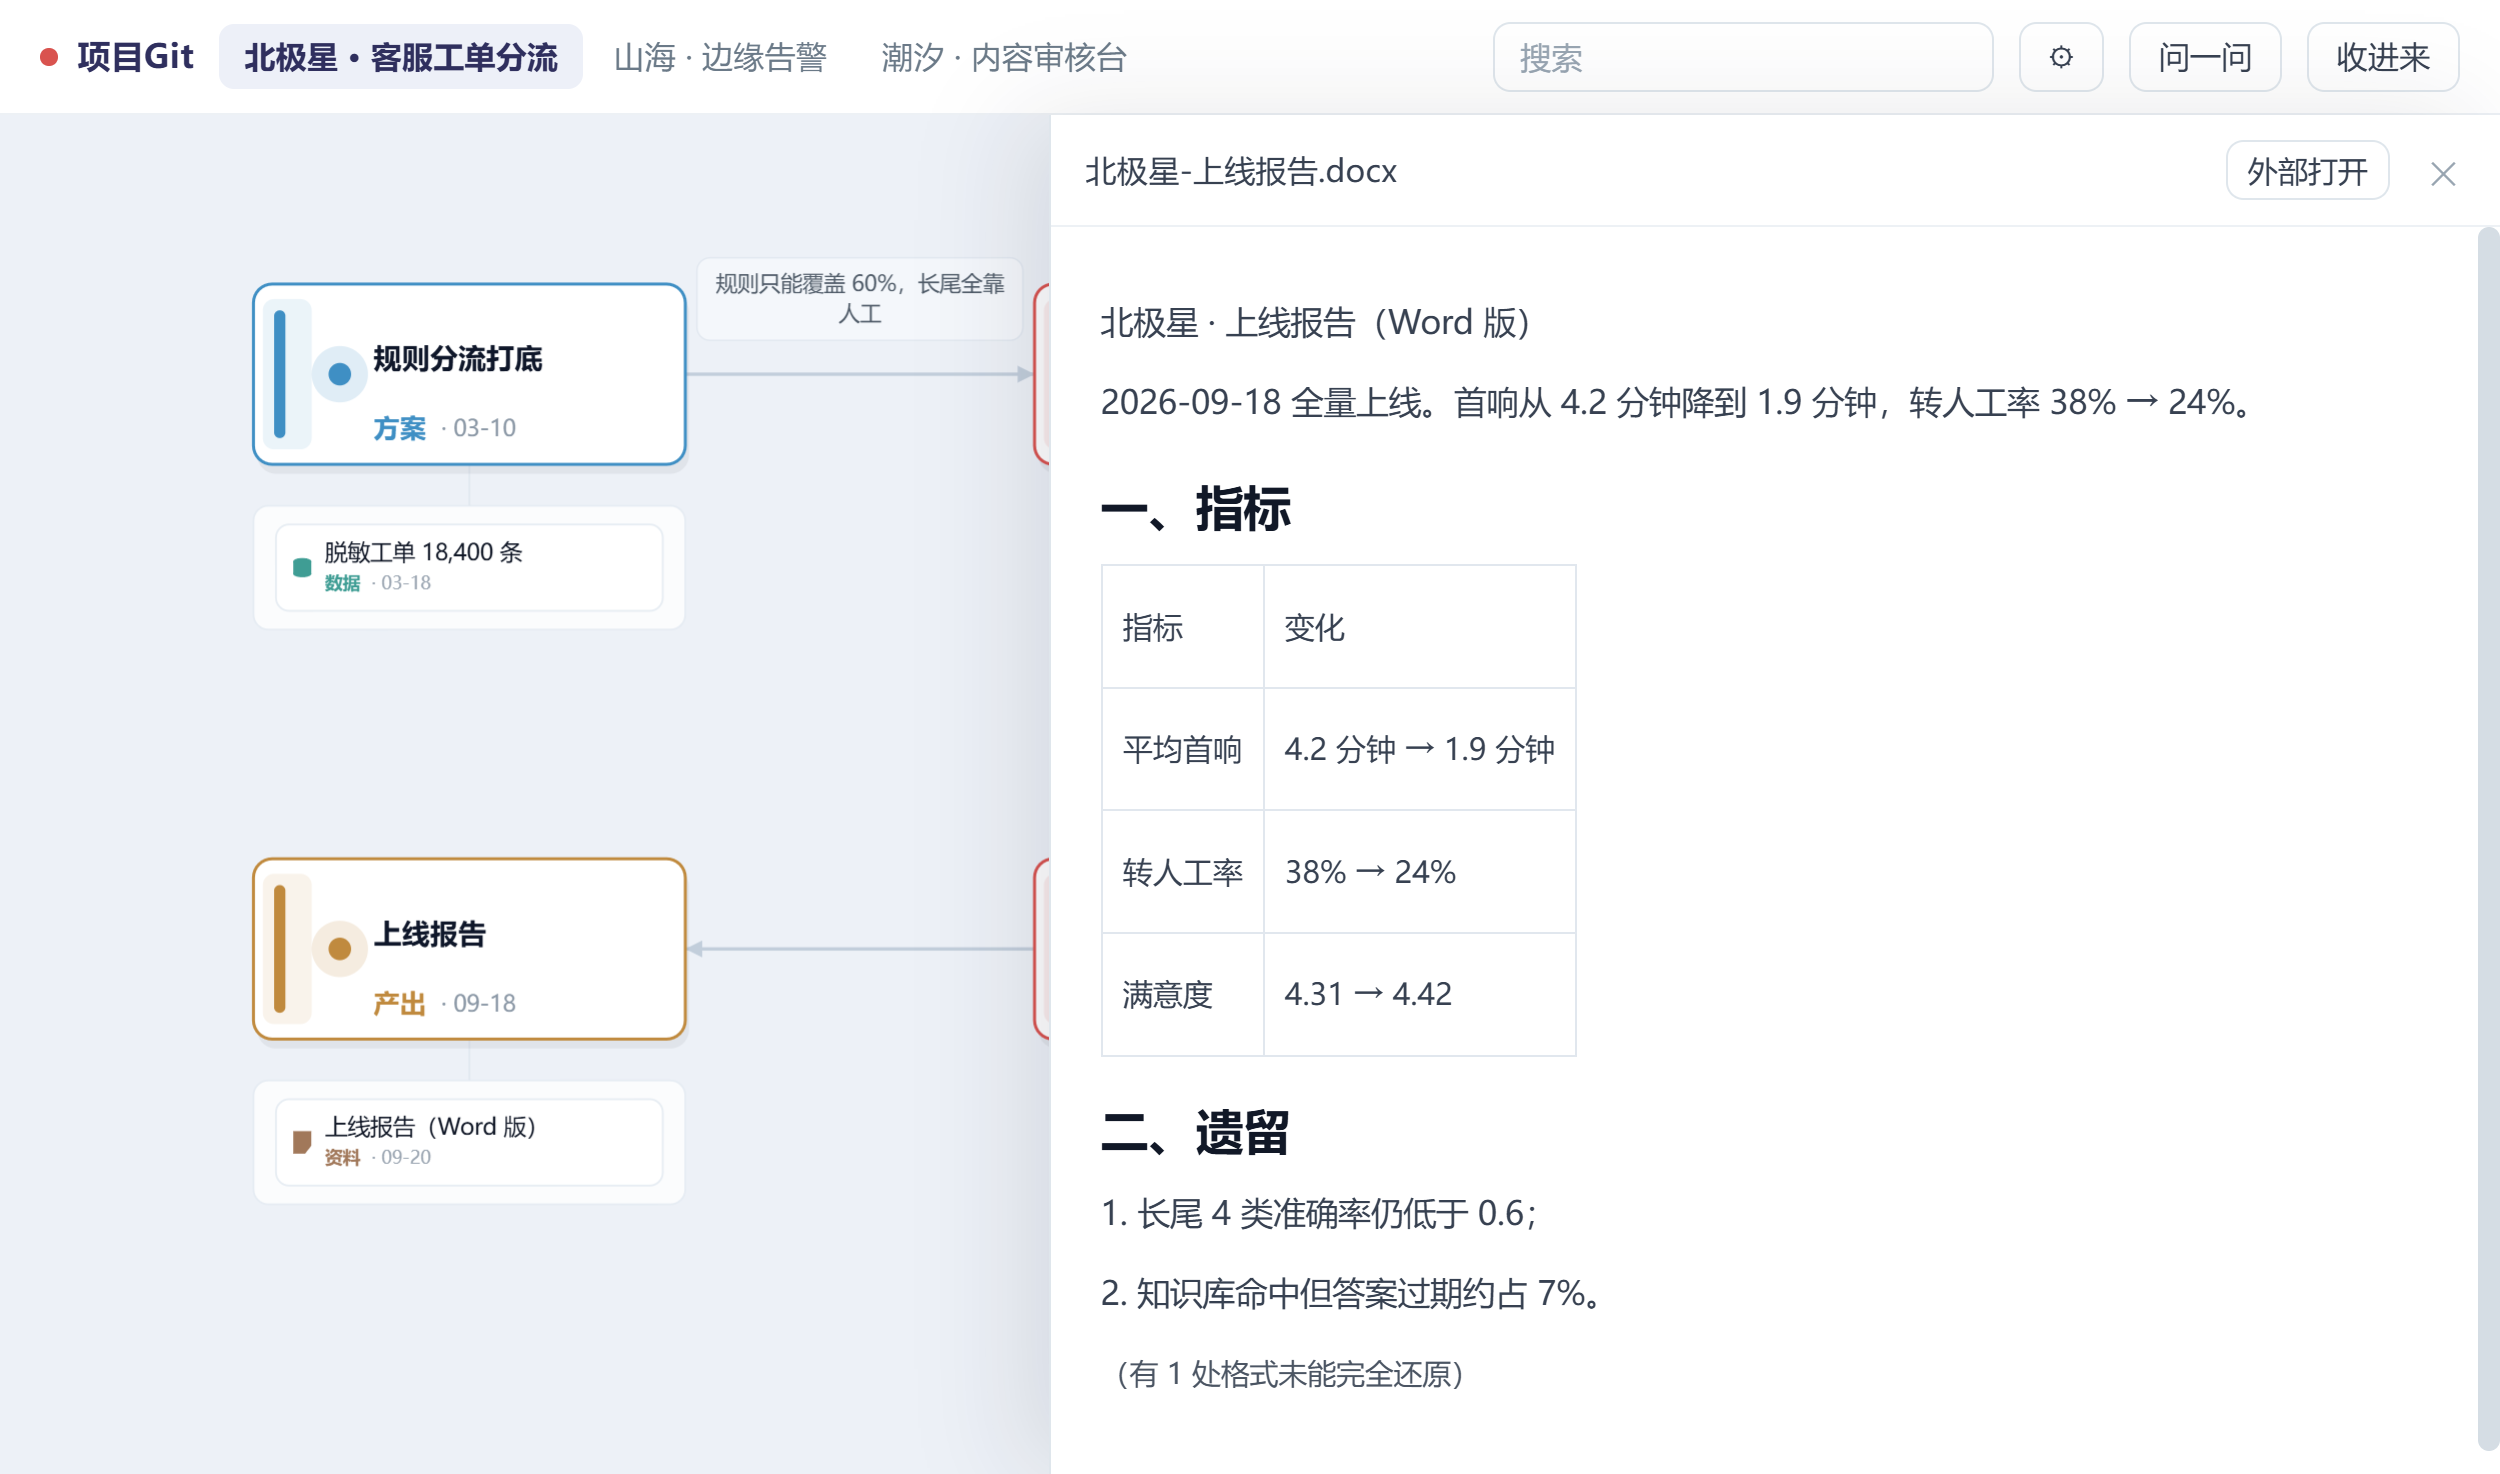 项目Git
北极星・客服工单分流
山海 · 边缘告警
潮汐 · 内容审核台
搜索
问一问
收进来
规则只能覆盖 60%，长尾全靠
人工
规则分流打底
方案 · 03-10
脱敏工单 18,400 条
数据 · 03-18
上线报告
产出 · 09-18
上线报告（Word 版）
资料 · 09-20
北极星-上线报告.docx
外部打开
北极星 · 上线报告（Word 版）
2026-09-18 全量上线。首响从 4.2 分钟降到 1.9 分钟，转人工率 38% → 24%。
一、指标
指标 变化
平均首响 4.2 分钟 → 1.9 分钟
转人工率 38% → 24%
满意度 4.31 → 4.42
二、遗留
1. 长尾 4 类准确率仍低于 0.6；
2. 知识库命中但答案过期约占 7%。
（有 1 处格式未能完全还原）